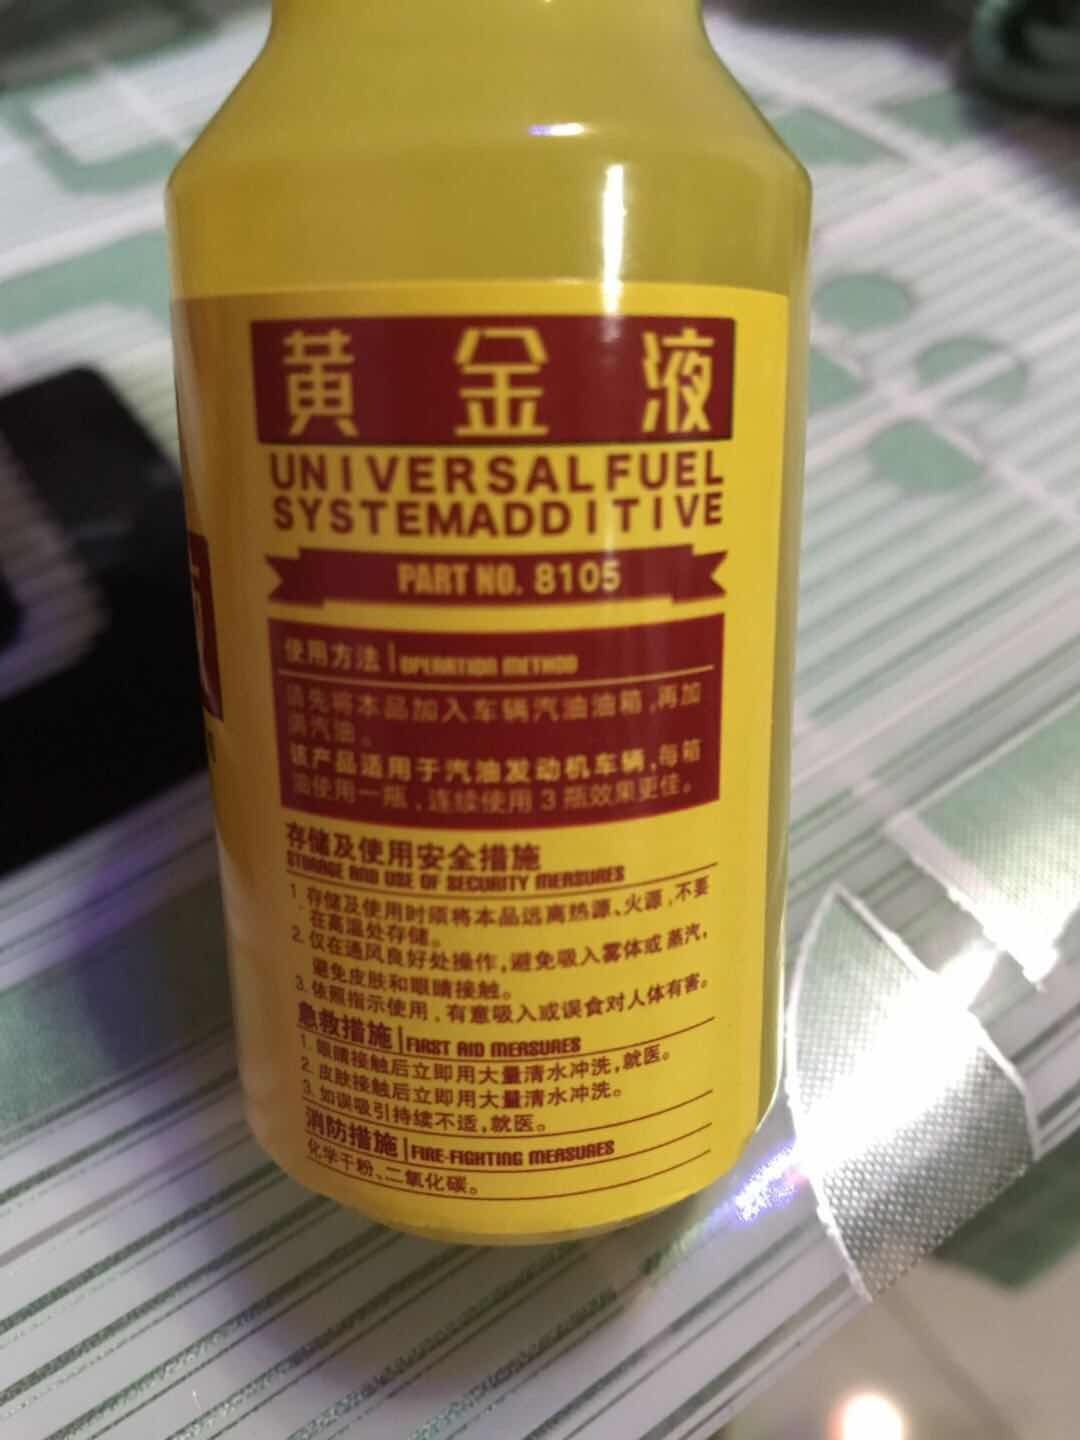 黄金液
UNIVERSAL FUEL
SYSTEMADDITIVE
PART NO. 8105
使用方法 | OPERATION METHOD
请先将本品加入车辆汽油油箱,再加
满汽油。
该产品适用于汽油发动机车辆,每箱
油使用一瓶,连续使用3瓶效果更佳。
存储及使用安全措施
STORAGE AND USE OF SECURITY MEASURES
1. 存储及使用时须将本品远离热源、火源,不要
在高温处存储。
2. 仅在通风良好处操作,避免吸入雾体或蒸汽,
避免皮肤和眼睛接触。
3. 依照指示使用,有意吸入或误食对人体有害。
急救措施 | FIRST AID MEASURES
1. 眼睛接触后立即用大量清水冲洗,就医。
2. 皮肤接触后立即用大量清水冲洗。
3. 如误吸引持续不适,就医。
消防措施 | FIRE-FIGHTING MEASURES
化学干粉、二氧化碳。